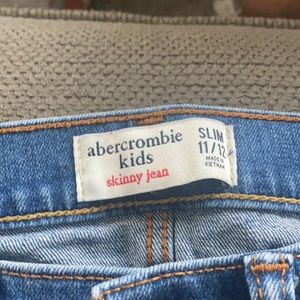 abercrombie
kids
skinny jean
SLIM
11/12
MADE IN
VIETNAM